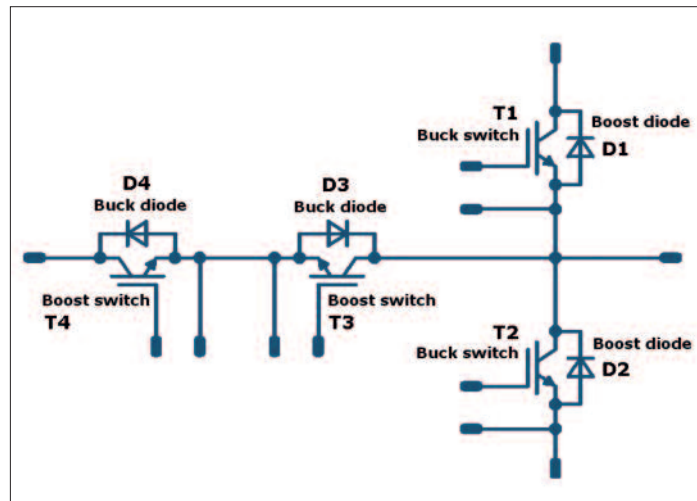 T1
Buck switch
Boost diode
D1
D4
Buck diode
D3
Buck diode
Boost switch
T4
Boost switch
T3
T2
Buck switch
Boost diode
D2